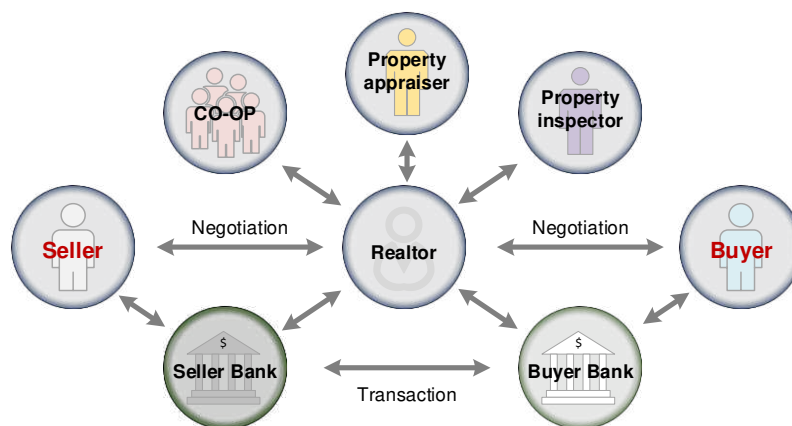 Property
appraiser
CO-OP
Property
inspector
Negotiation
Negotiation
Seller
Realtor
Buyer
$
$
Seller Bank
Buyer Bank
Transaction